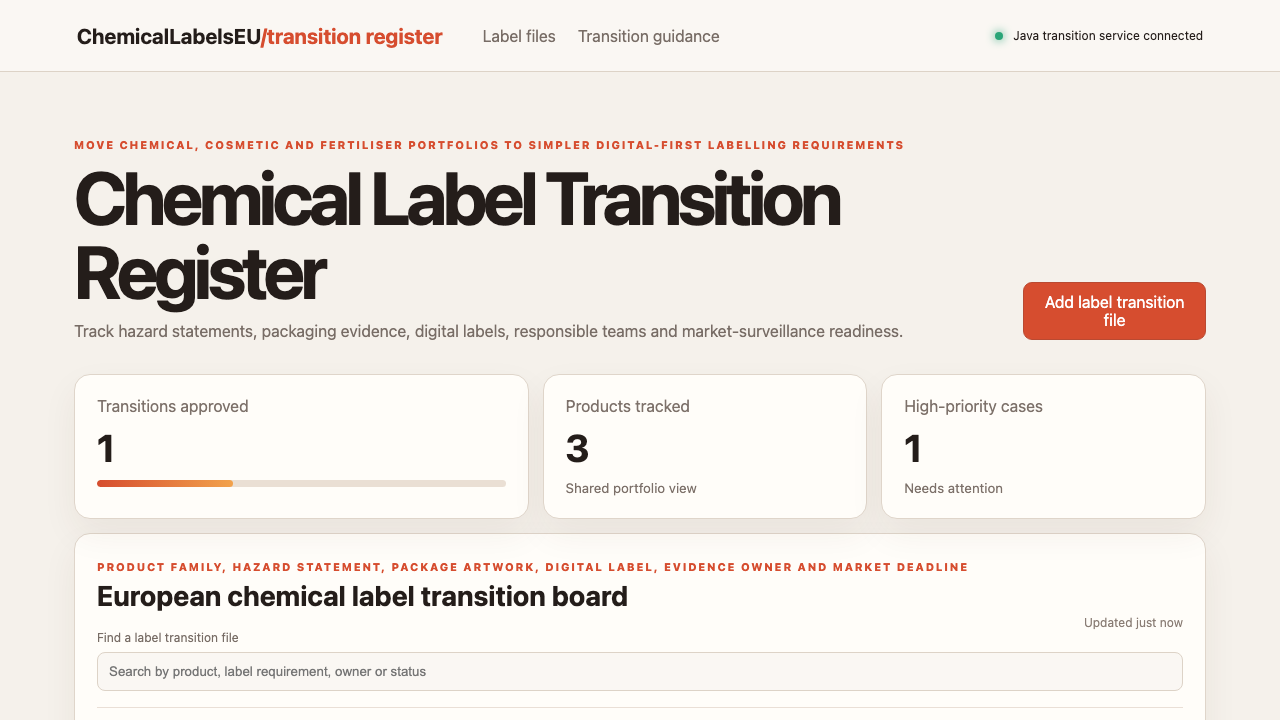 ChemicalLabelsEU/transition register
Label files
Transition guidance
Java transition service connected
MOVE CHEMICAL, COSMETIC AND FERTILISER PORTFOLIOS TO SIMPLER DIGITAL-FIRST LABELLING REQUIREMENTS
Chemical Label Transition
Register
Track hazard statements, packaging evidence, digital labels, responsible teams and market-surveillance readiness.
Add label transition
file
Transitions approved
1
Products tracked
3
Shared portfolio view
High-priority cases
1
Needs attention
PRODUCT FAMILY, HAZARD STATEMENT, PACKAGE ARTWORK, DIGITAL LABEL, EVIDENCE OWNER AND MARKET DEADLINE
European chemical label transition board
Updated just now
Find a label transition file
Search by product, label requirement, owner or status